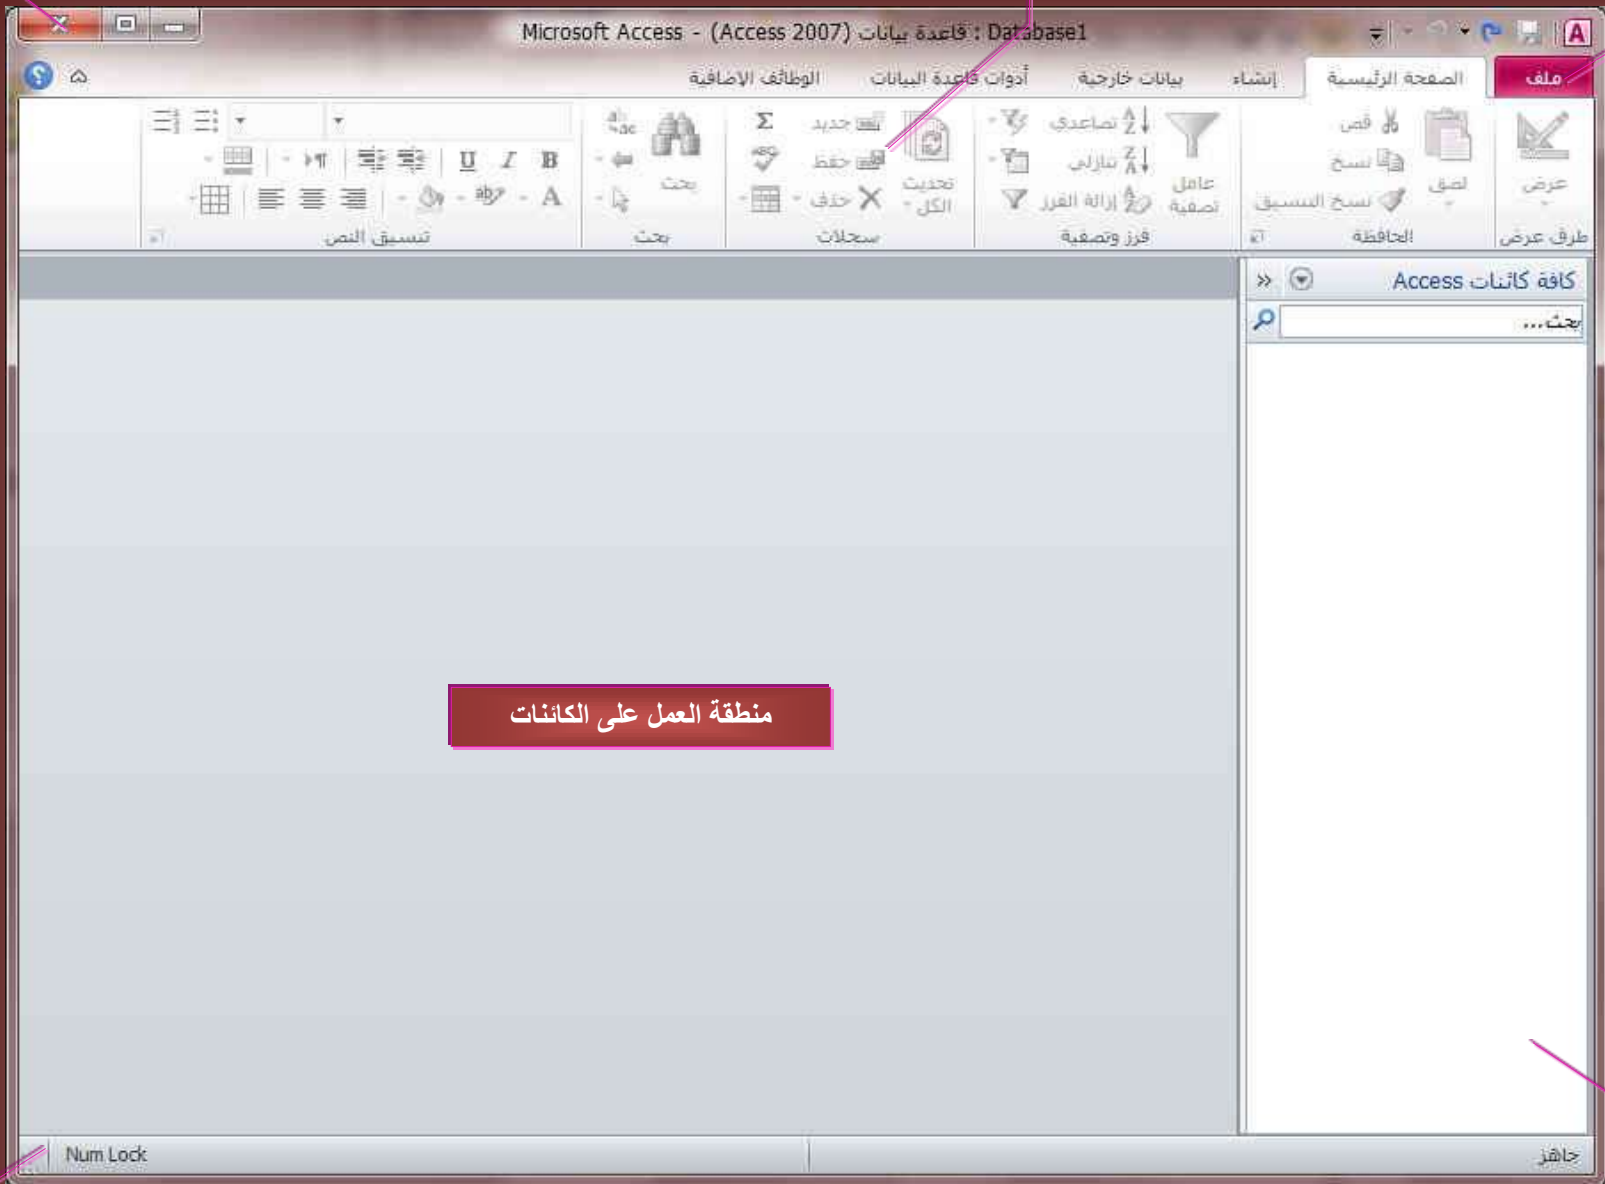 Database1 : قاعدة بيانات (Access 2007) - Microsoft Access
ملف
الصفحة الرئيسية
إنشاء
بيانات خارجية
أدوات قاعدة البيانات
الوظائف الإضافية
عرض
طرق عرض
لصق
قص
نسخ
نسخ التنسيق
الحافظة
عامل تصفية
تصاعدي
تنازلي
إزالة الفرز
فرز وتصفية
تحديث الكل
جديد
حفظ
حذف
سجلات
بحث
بحث
B I U
A
تنسيق النص
كافة كائنات Access
بحث...
منطقة العمل على الكائنات
جاهز
Num Lock